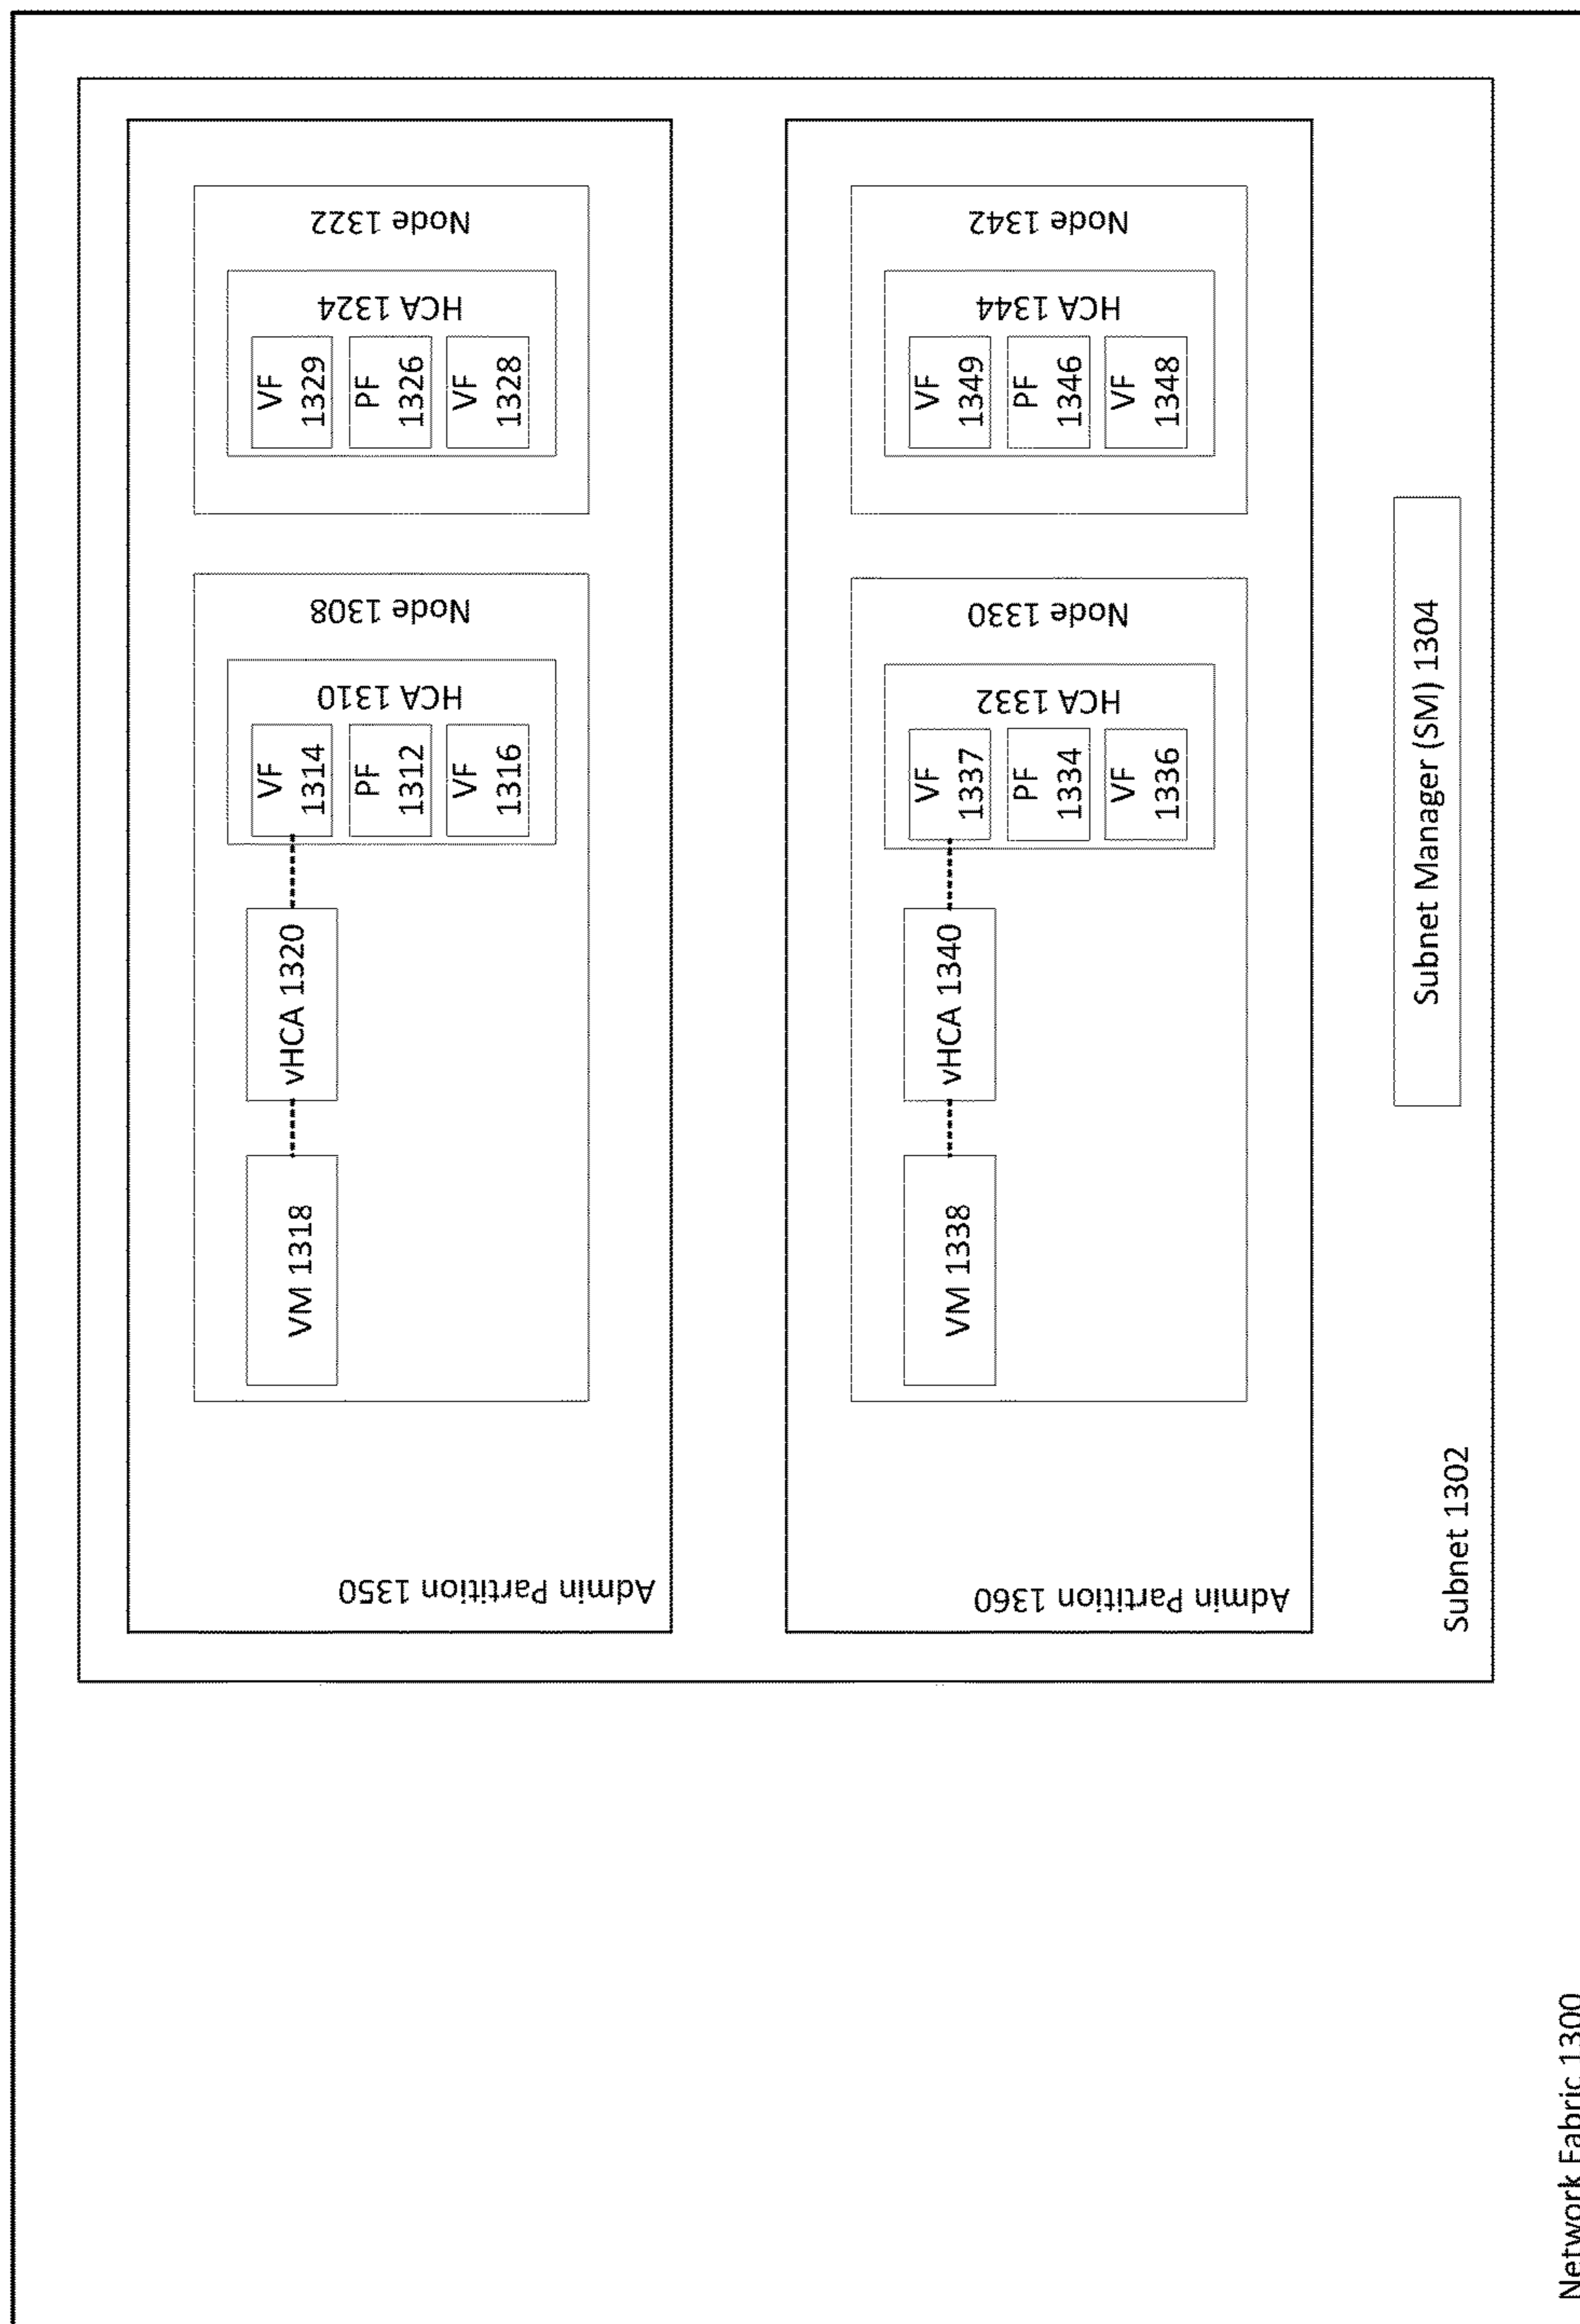 Node 1322
HCA 1324
VF
1329
PF
1326
VF
1328
Node 1308
HCA 1310
VF
1314
PF
1312
VF
1316
vHCA 1320
VM 1318
Admin Partition 1350
Node 1342
HCA 1344
VF
1349
PF
1346
VF
1348
Node 1330
HCA 1332
VF
1337
PF
1334
VF
1336
vHCA 1340
VM 1338
Admin Partition 1360
Subnet Manager (SM) 1304
Subnet 1302
Network Fabric 1300